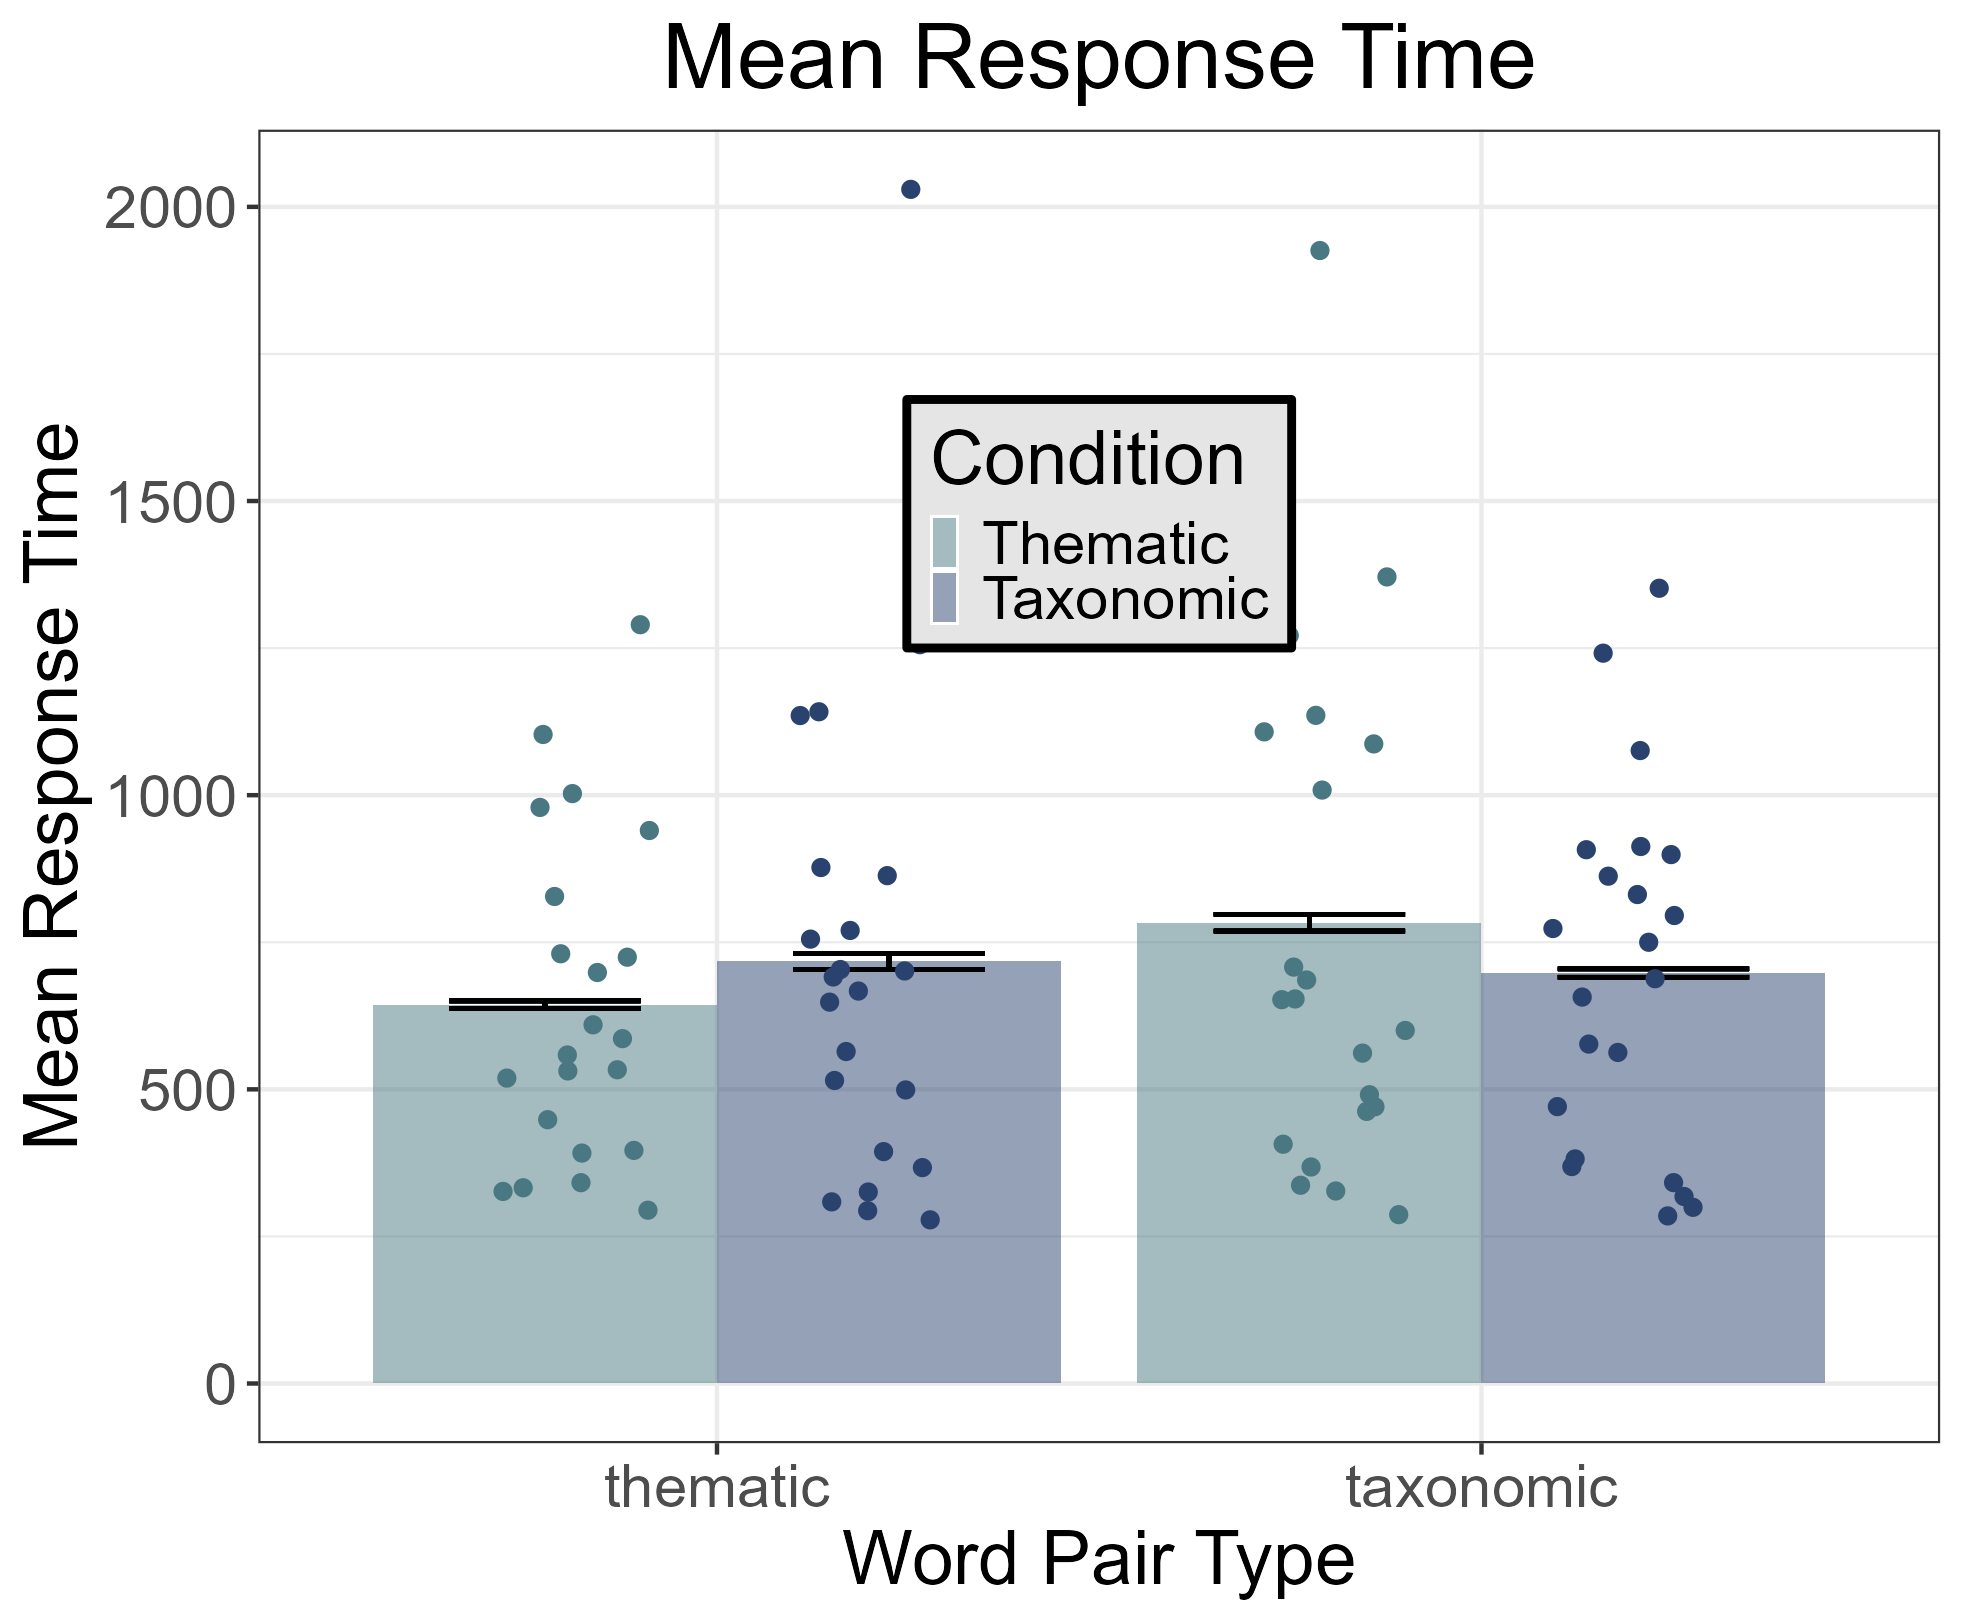 Mean Response Time
Mean Response Time
2000
1500
1000
500
0
Condition
Thematic
Taxonomic
thematic
taxonomic
Word Pair Type